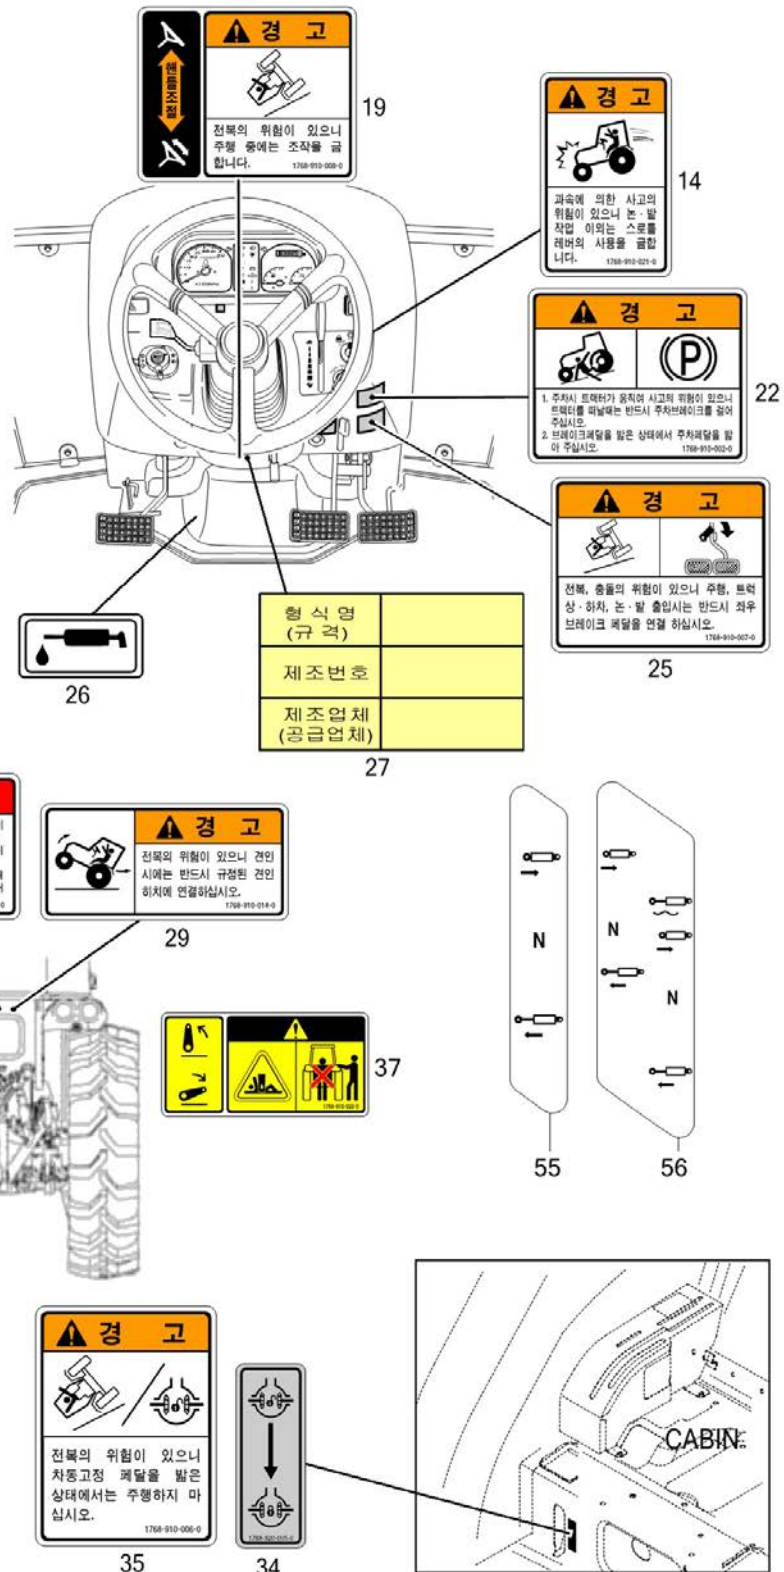 경 고
핸들조절
전복의 위험이 있으니
주행 중에는 조작을 금
합니다.
1768-910-008-0
19
경 고
과속에 의한 사고의
위험이 있으니 논·밭
작업 이외는 스로틀
레버의 사용을 금합
니다.
1768-910-021-0
14
경 고
P
1. 주차시 트랙터가 움직여 사고의 위험이 있으니
트랙터를 떠날때는 반드시 주차브레이크를 걸어
주십시오.
2. 브레이크페달을 밟은 상태에서 주차페달을 밟
아 주십시오.
1768-910-002-0
22
경 고
전복, 충돌의 위험이 있으니 주행, 트럭
상·하차, 논·밭 출입시는 반드시 좌우
브레이크 페달을 연결 하십시오.
1768-910-007-0
25
26
형 식 명
(규 격)
제조번호
제조업체
(공급업체)
27
경 고
전복의 위험이 있으니 견인
시에는 반드시 규정된 견인
히치에 연결하십시오.
1768-910-014-0
29
37
N
55
N
N
56
경 고
전복의 위험이 있으니
차동고정 페달을 밟은
상태에서는 주행하지 마
십시오.
1768-910-006-0
35
34
CABIN